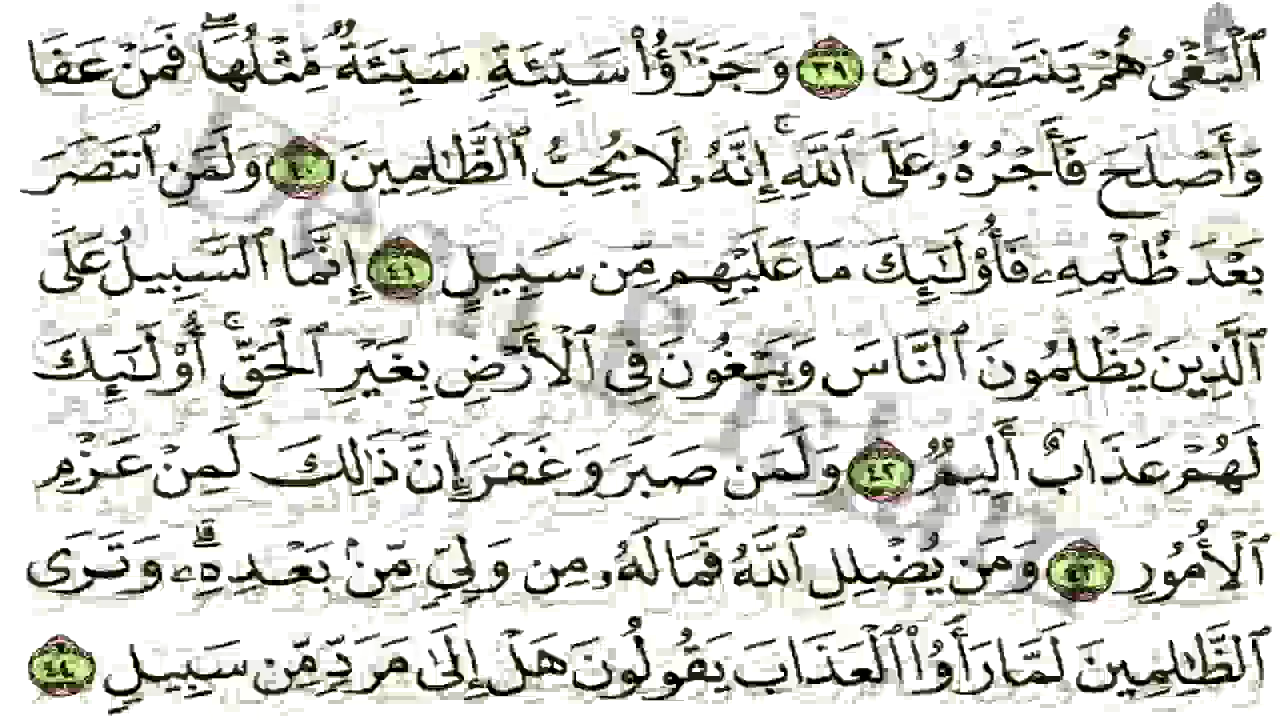 ٱلْبَغْىُ هُمْ يَنتَصِرُونَ ٣٩ وَجَزَٰٓؤُا۟ سَيِّئَةٍ سَيِّئَةٌ مِّثْلُهَا ۖ فَمَنْ عَفَا
وَأَصْلَحَ فَأَجْرُهُۥ عَلَى ٱللَّهِ ۚ إِنَّهُۥ لَا يُحِبُّ ٱلظَّٰلِمِينَ ٤٠ وَلَمَنِ ٱنتَصَرَ
بَعْدَ ظُلْمِهِۦ فَأُو۟لَٰٓئِكَ مَا عَلَيْهِم مِّن سَبِيلٍ ٤١ إِنَّمَا ٱلسَّبِيلُ عَلَى
ٱلَّذِينَ يَظْلِمُونَ ٱلنَّاسَ وَيَبْغُونَ فِى ٱلْأَرْضِ بِغَيْرِ ٱلْحَقِّ ۚ أُو۟لَٰٓئِكَ
لَهُمْ عَذَابٌ أَلِيمٌ ٤٢ وَلَمَن صَبَرَ وَغَفَرَ إِنَّ ذَٰلِكَ لَمِنْ عَزْمِ
ٱلْأُمُورِ ٤٣ وَمَن يُضْلِلِ ٱللَّهُ فَمَا لَهُۥ مِن وَلِىٍّ مِّنۢ بَعْدِهِۦ ۗ وَتَرَى
ٱلظَّٰلِمِينَ لَمَّا رَأَوُا۟ ٱلْعَذَابَ يَقُولُونَ هَلْ إِلَىٰ مَرَدٍّ مِّن سَبِيلٍ ٤٤